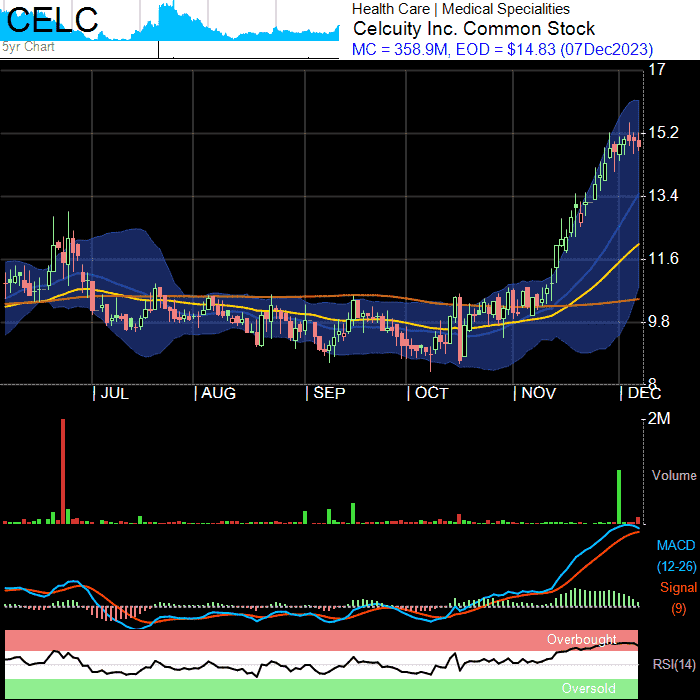 CELC
5yr Chart
Health Care | Medical Specialities
Celcuity Inc. Common Stock
MC = 358.9M, EOD = $14.83 (07Dec2023)
17
15.2
13.4
11.6
9.8
8
| JUL | AUG | SEP | OCT | NOV | DEC
2M
Volume
MACD
(12-26)
Signal
(9)
Overbought
RSI(14)
Oversold